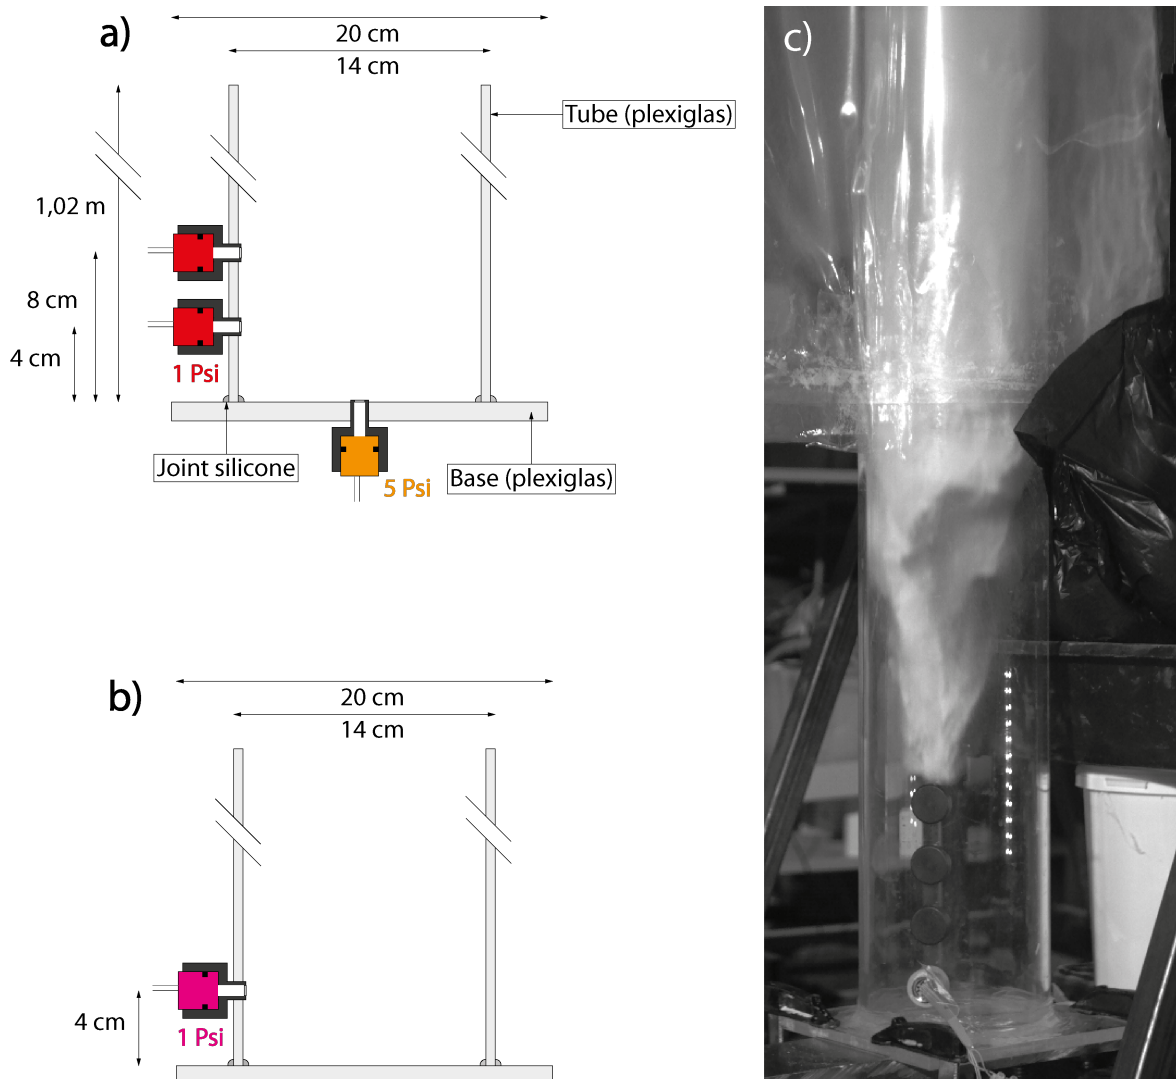 a)
20 cm
14 cm
Tube (plexiglas)
1,02 m
8 cm
4 cm
1 Psi
Joint silicone
5 Psi
Base (plexiglas)
b)
20 cm
14 cm
4 cm
1 Psi
c)